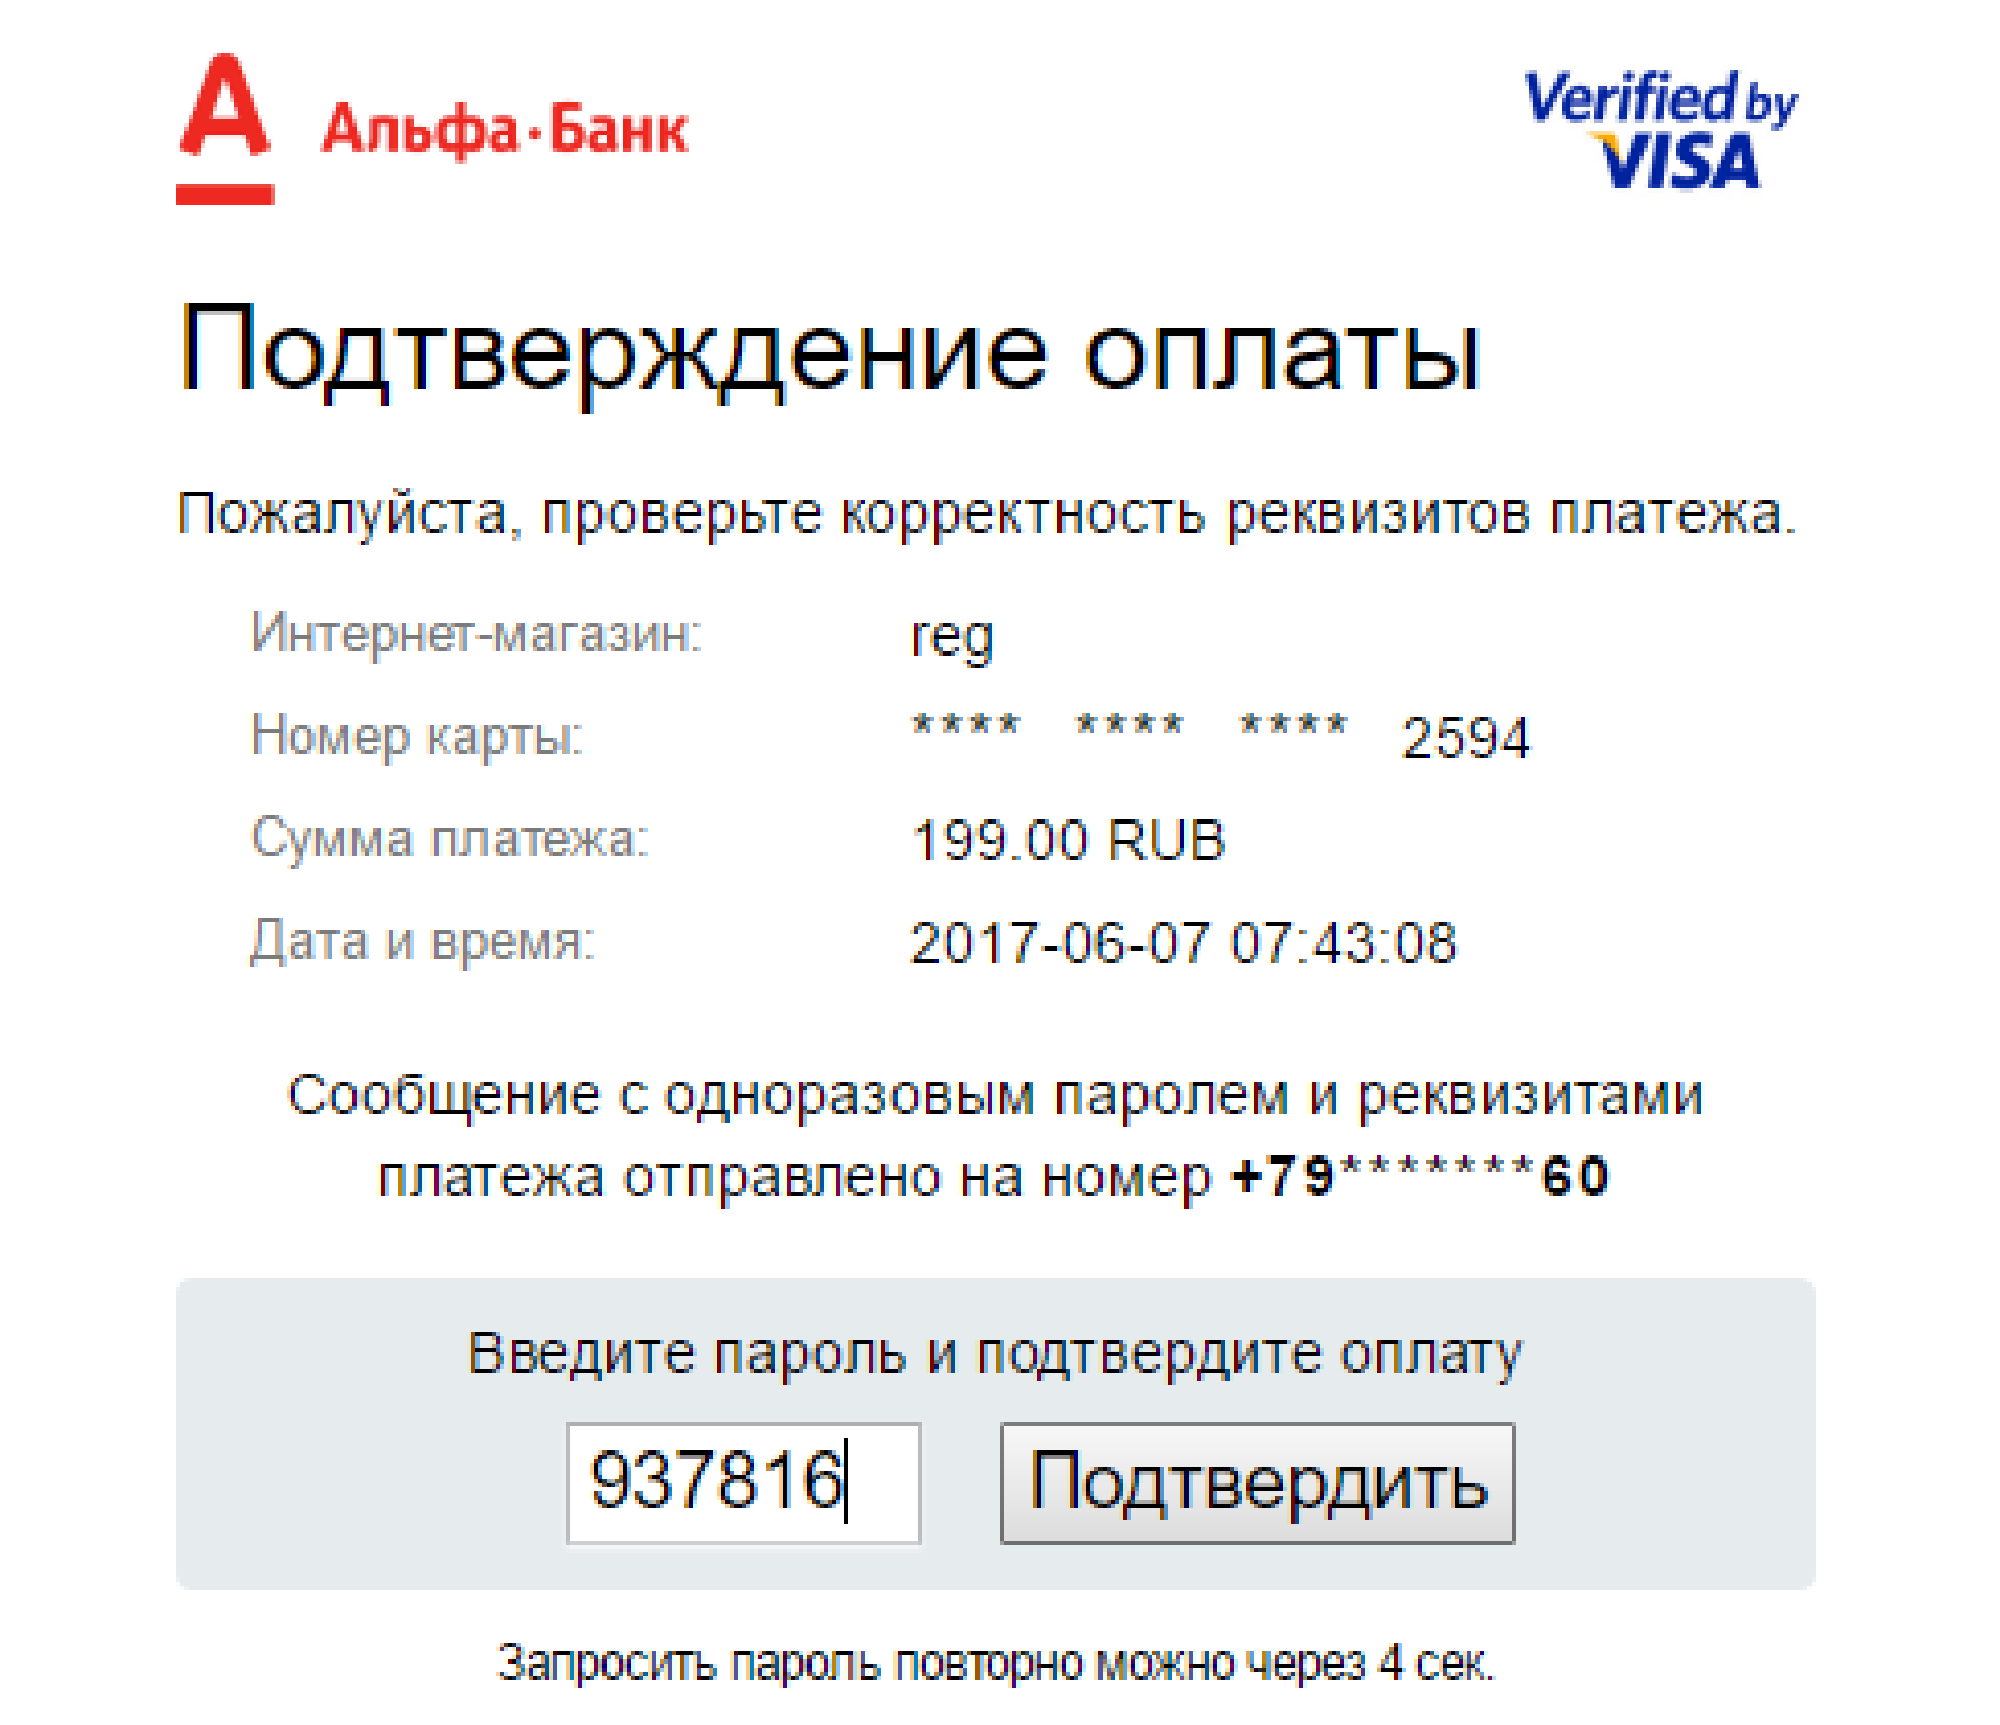 Альфа·Банк
Verified by
VISA
Подтверждение оплаты
Пожалуйста, проверьте корректность реквизитов платежа.
Интернет-магазин: reg
Номер карты: **** **** **** 2594
Сумма платежа: 199.00 RUB
Дата и время: 2017-06-07 07:43:08
Сообщение с одноразовым паролем и реквизитами
платежа отправлено на номер +79*******60
Введите пароль и подтвердите оплату
937816 Подтвердить
Запросить пароль повторно можно через 4 сек.